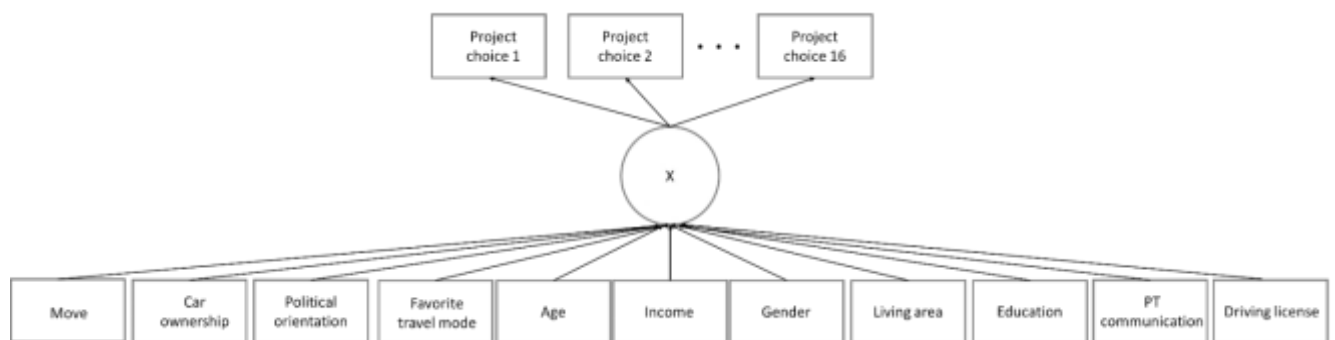 Project
choice 1
Project
choice 2
. . .
Project
choice 16
X
Move
Car
ownership
Political
orientation
Favorite
travel mode
Age
Income
Gender
Living area
Education
PT
communication
Driving license